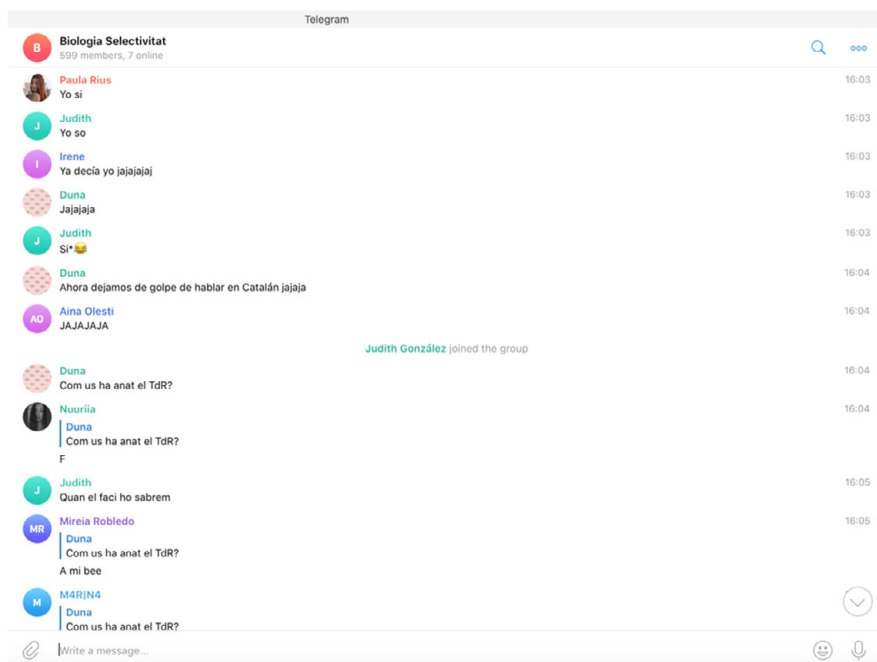 Telegram
B
Biologia Selectivitat
599 members, 7 online
Paula Rius
16:03
Yo si
J
Judith
16:03
Yo so
I
Irene
16:03
Ya decía yo jajajajaj
Duna
16:03
Jajajaja
J
Judith
16:03
Si*😂
Duna
16:04
Ahora dejamos de golpe de hablar en Catalán jajaja
AO
Aina Olesti
16:04
JAJAJAJA
Judith González joined the group
Duna
16:04
Com us ha anat el TdR?
Nuuriia
16:04
Duna
Com us ha anat el TdR?
F
J
Judith
16:05
Quan el faci ho sabrem
MR
Mireia Robledo
16:05
Duna
Com us ha anat el TdR?
A mi bee
M
M4R|N4
Duna
Com us ha anat el TdR?
Write a message...